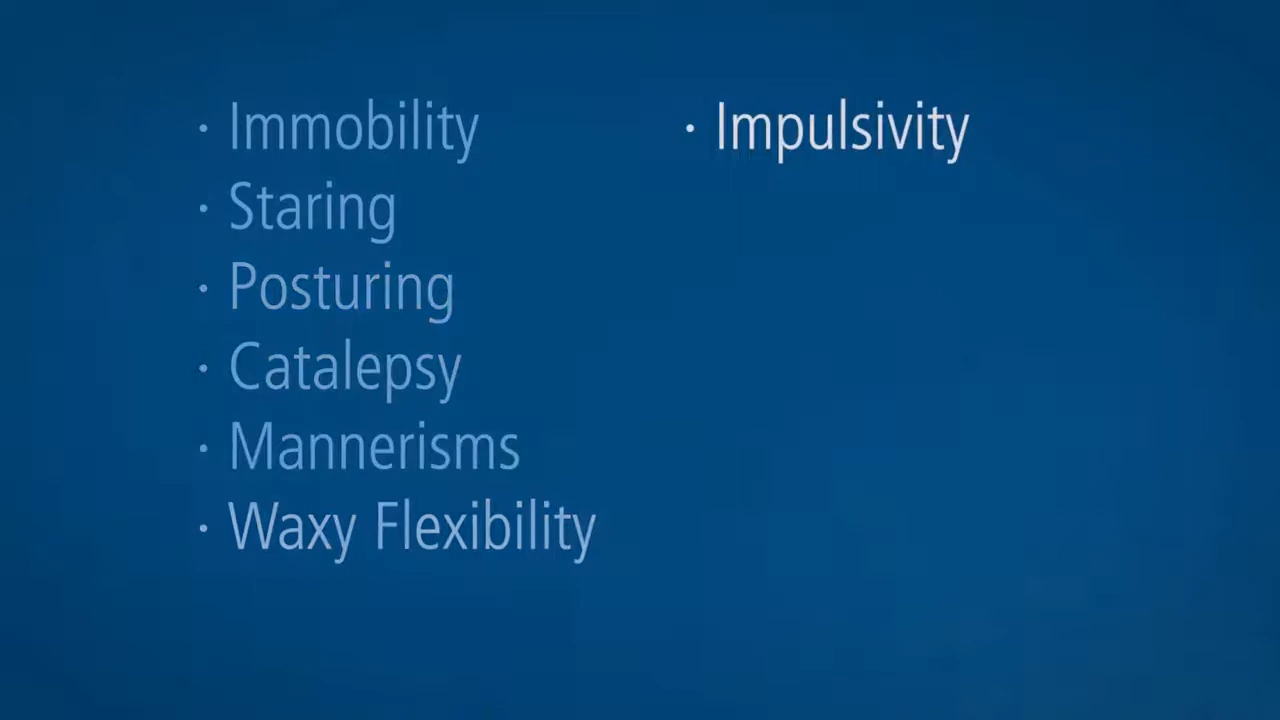 · Immobility
· Staring
· Posturing
· Catalepsy
· Mannerisms
· Waxy Flexibility
· Impulsivity